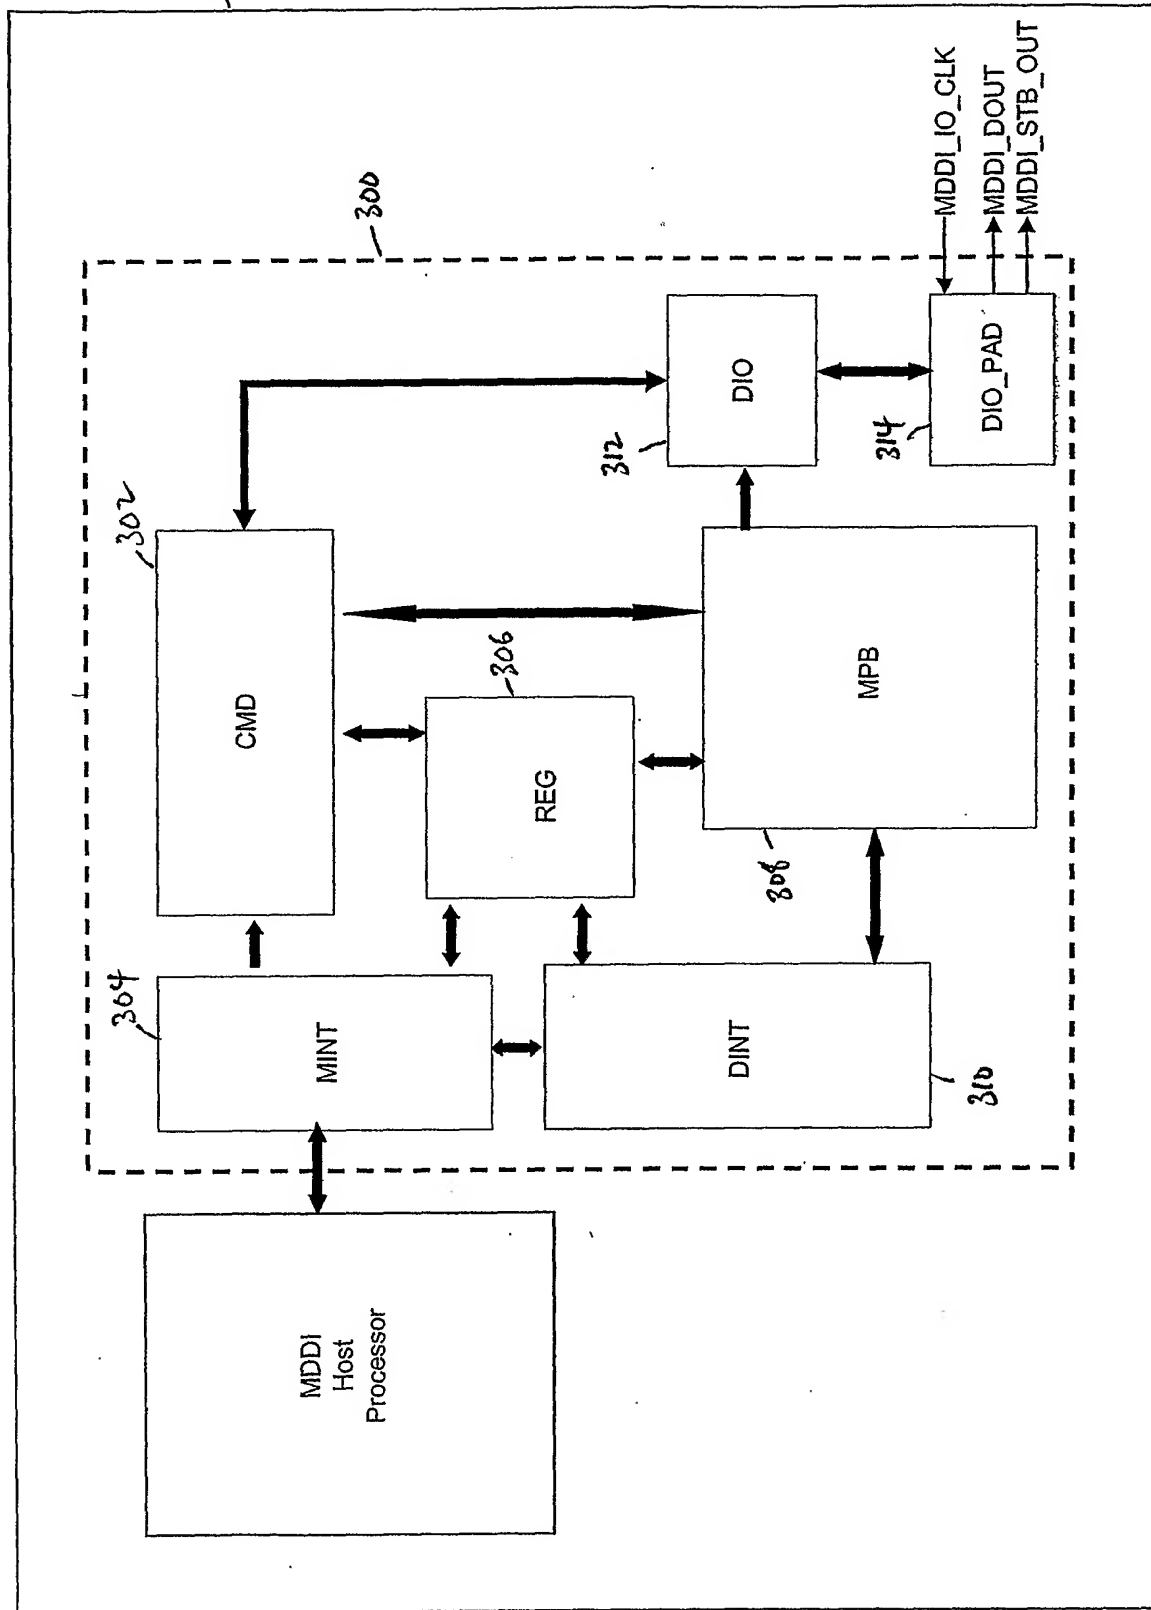 MDDI
Host
Processor
304
MINT
DINT
310
302
CMD
306
REG
308
MPB
300
312
DIO
314
DIO_PAD
MDDI_IO_CLK
MDDI_DOUT
MDDI_STB_OUT